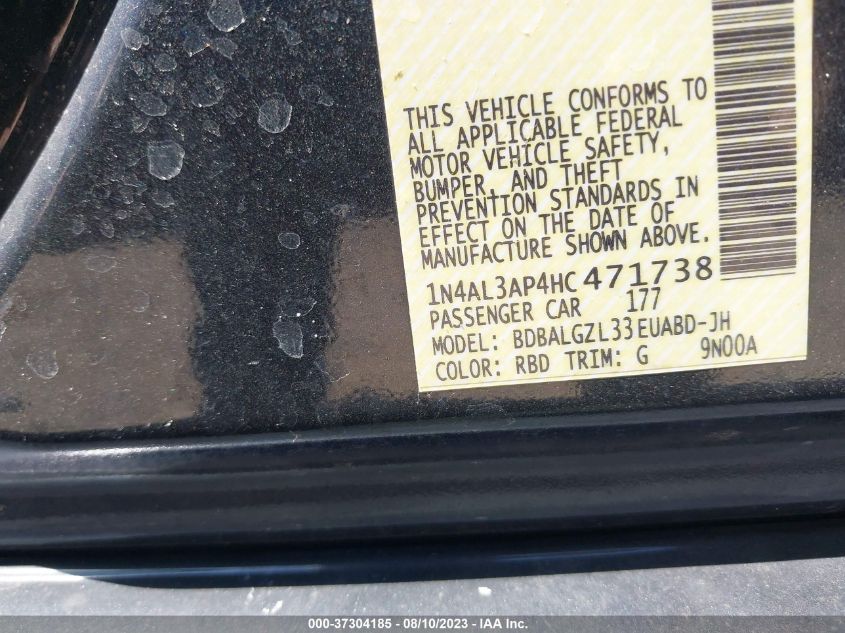 THIS VEHICLE CONFORMS TO
ALL APPLICABLE FEDERAL
MOTOR VEHICLE SAFETY,
BUMPER, AND THEFT
PREVENTION STANDARDS IN
EFFECT ON THE DATE OF
MANUFACTURE SHOWN ABOVE.
1N4AL3AP4HC 471738
PASSENGER CAR 177
MODEL: BDBALGZL33EUABD-JH
COLOR: RBD TRIM: G 9N00A
000-37304185 - 08/10/2023 - IAA Inc.